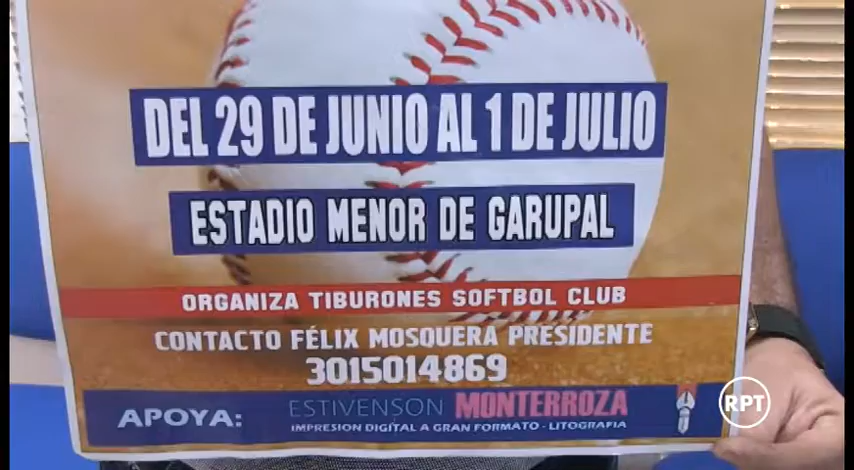 DEL 29 DE JUNIO AL 1 DE JULIO
ESTADIO MENOR DE GARUPAL
ORGANIZA TIBURONES SOFTBOL CLUB
CONTACTO FÉLIX MOSQUERA PRESIDENTE
3015014869
APOYA: ESTIVENSON MONTERROZA
IMPRESION DIGITAL A GRAN FORMATO - LITOGRAFIA
RPT